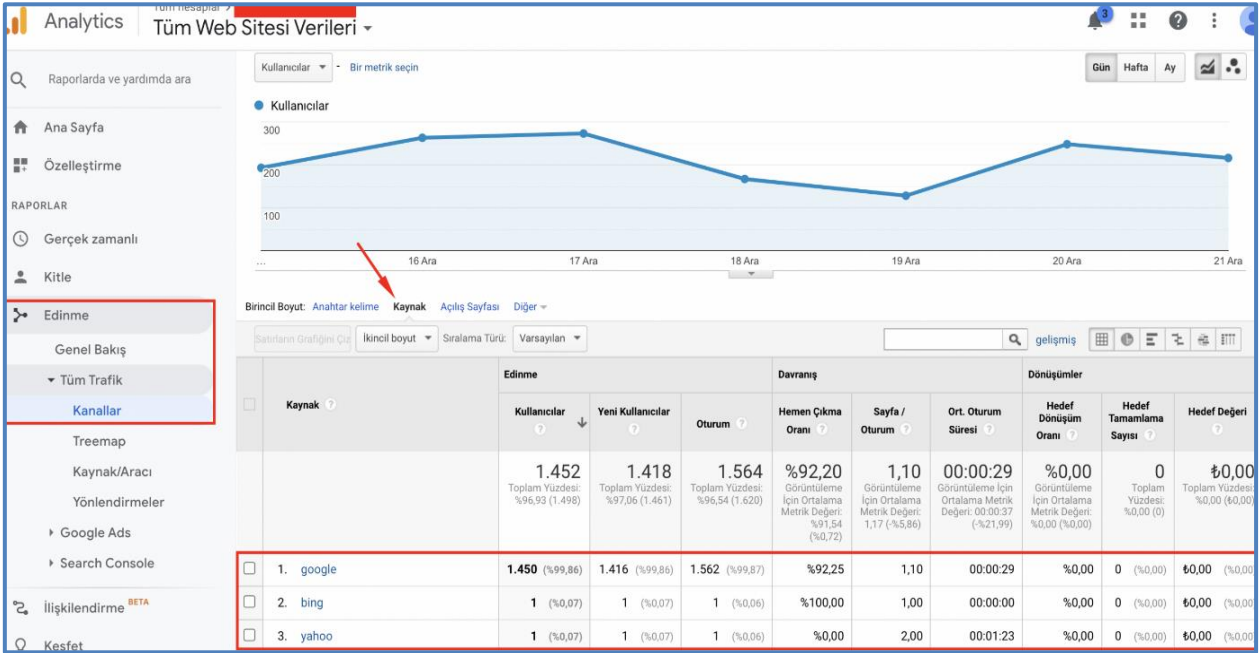 Tüm hesaplar >
Analytics
Tüm Web Sitesi Verileri
3
Raporlarda ve yardımda ara
Ana Sayfa
Özelleştirme
RAPORLAR
Gerçek zamanlı
Kitle
Edinme
Genel Bakış
Tüm Trafik
Kanallar
Treemap
Kaynak/Aracı
Yönlendirmeler
Google Ads
Search Console
İlişkilendirme BETA
Keşfet
Kullanıcılar - Bir metrik seçin
Gün Hafta Ay
Kullanıcılar
300
200
100
... 16 Ara 17 Ara 18 Ara 19 Ara 20 Ara 21 Ara
Birincil Boyut: Anahtar kelime Kaynak Açılış Sayfası Diğer
Satırların Grafiğini Çiz İkincil boyut Sıralama Türü: Varsayılan gelişmiş
Edinme Davranış Dönüşümler
Kaynak ?
Kullanıcılar ?
Yeni Kullanıcılar ?
Oturum ?
Hemen Çıkma
Oranı ?
Sayfa /
Oturum ?
Ort. Oturum
Süresi ?
Hedef
Dönüşüm
Oranı ?
Hedef
Tamamlama
Sayısı ?
Hedef Değeri
?
1.452
Toplam Yüzdesi:
%96,93 (1.498)
1.418
Toplam Yüzdesi:
%97,06 (1.461)
1.564
Toplam Yüzdesi:
%96,54 (1.620)
%92,20
Görüntüleme
İçin Ortalama
Metrik Değeri:
%91,54
(%0,72)
1,10
Görüntüleme
İçin Ortalama
Metrik Değeri:
1,17 (-%5,86)
00:00:29
Görüntüleme İçin
Ortalama Metrik
Değeri: 00:00:37
(-%21,99)
%0,00
Görüntüleme
İçin Ortalama
Metrik Değeri:
%0,00 (%0,00)
0
Toplam
Yüzdesi:
%0,00 (0)
₺0,00
Toplam Yüzdesi:
%0,00 (₺0,00)
1. google 1.450 (%99,86) 1.416 (%99,86) 1.562 (%99,87) %92,25 1,10 00:00:29 %0,00 0 (%0,00) ₺0,00 (%0,00
2. bing 1 (%0,07) 1 (%0,07) 1 (%0,06) %100,00 1,00 00:00:00 %0,00 0 (%0,00) ₺0,00 (%0,00
3. yahoo 1 (%0,07) 1 (%0,07) 1 (%0,06) %0,00 2,00 00:01:23 %0,00 0 (%0,00) ₺0,00 (%0,00